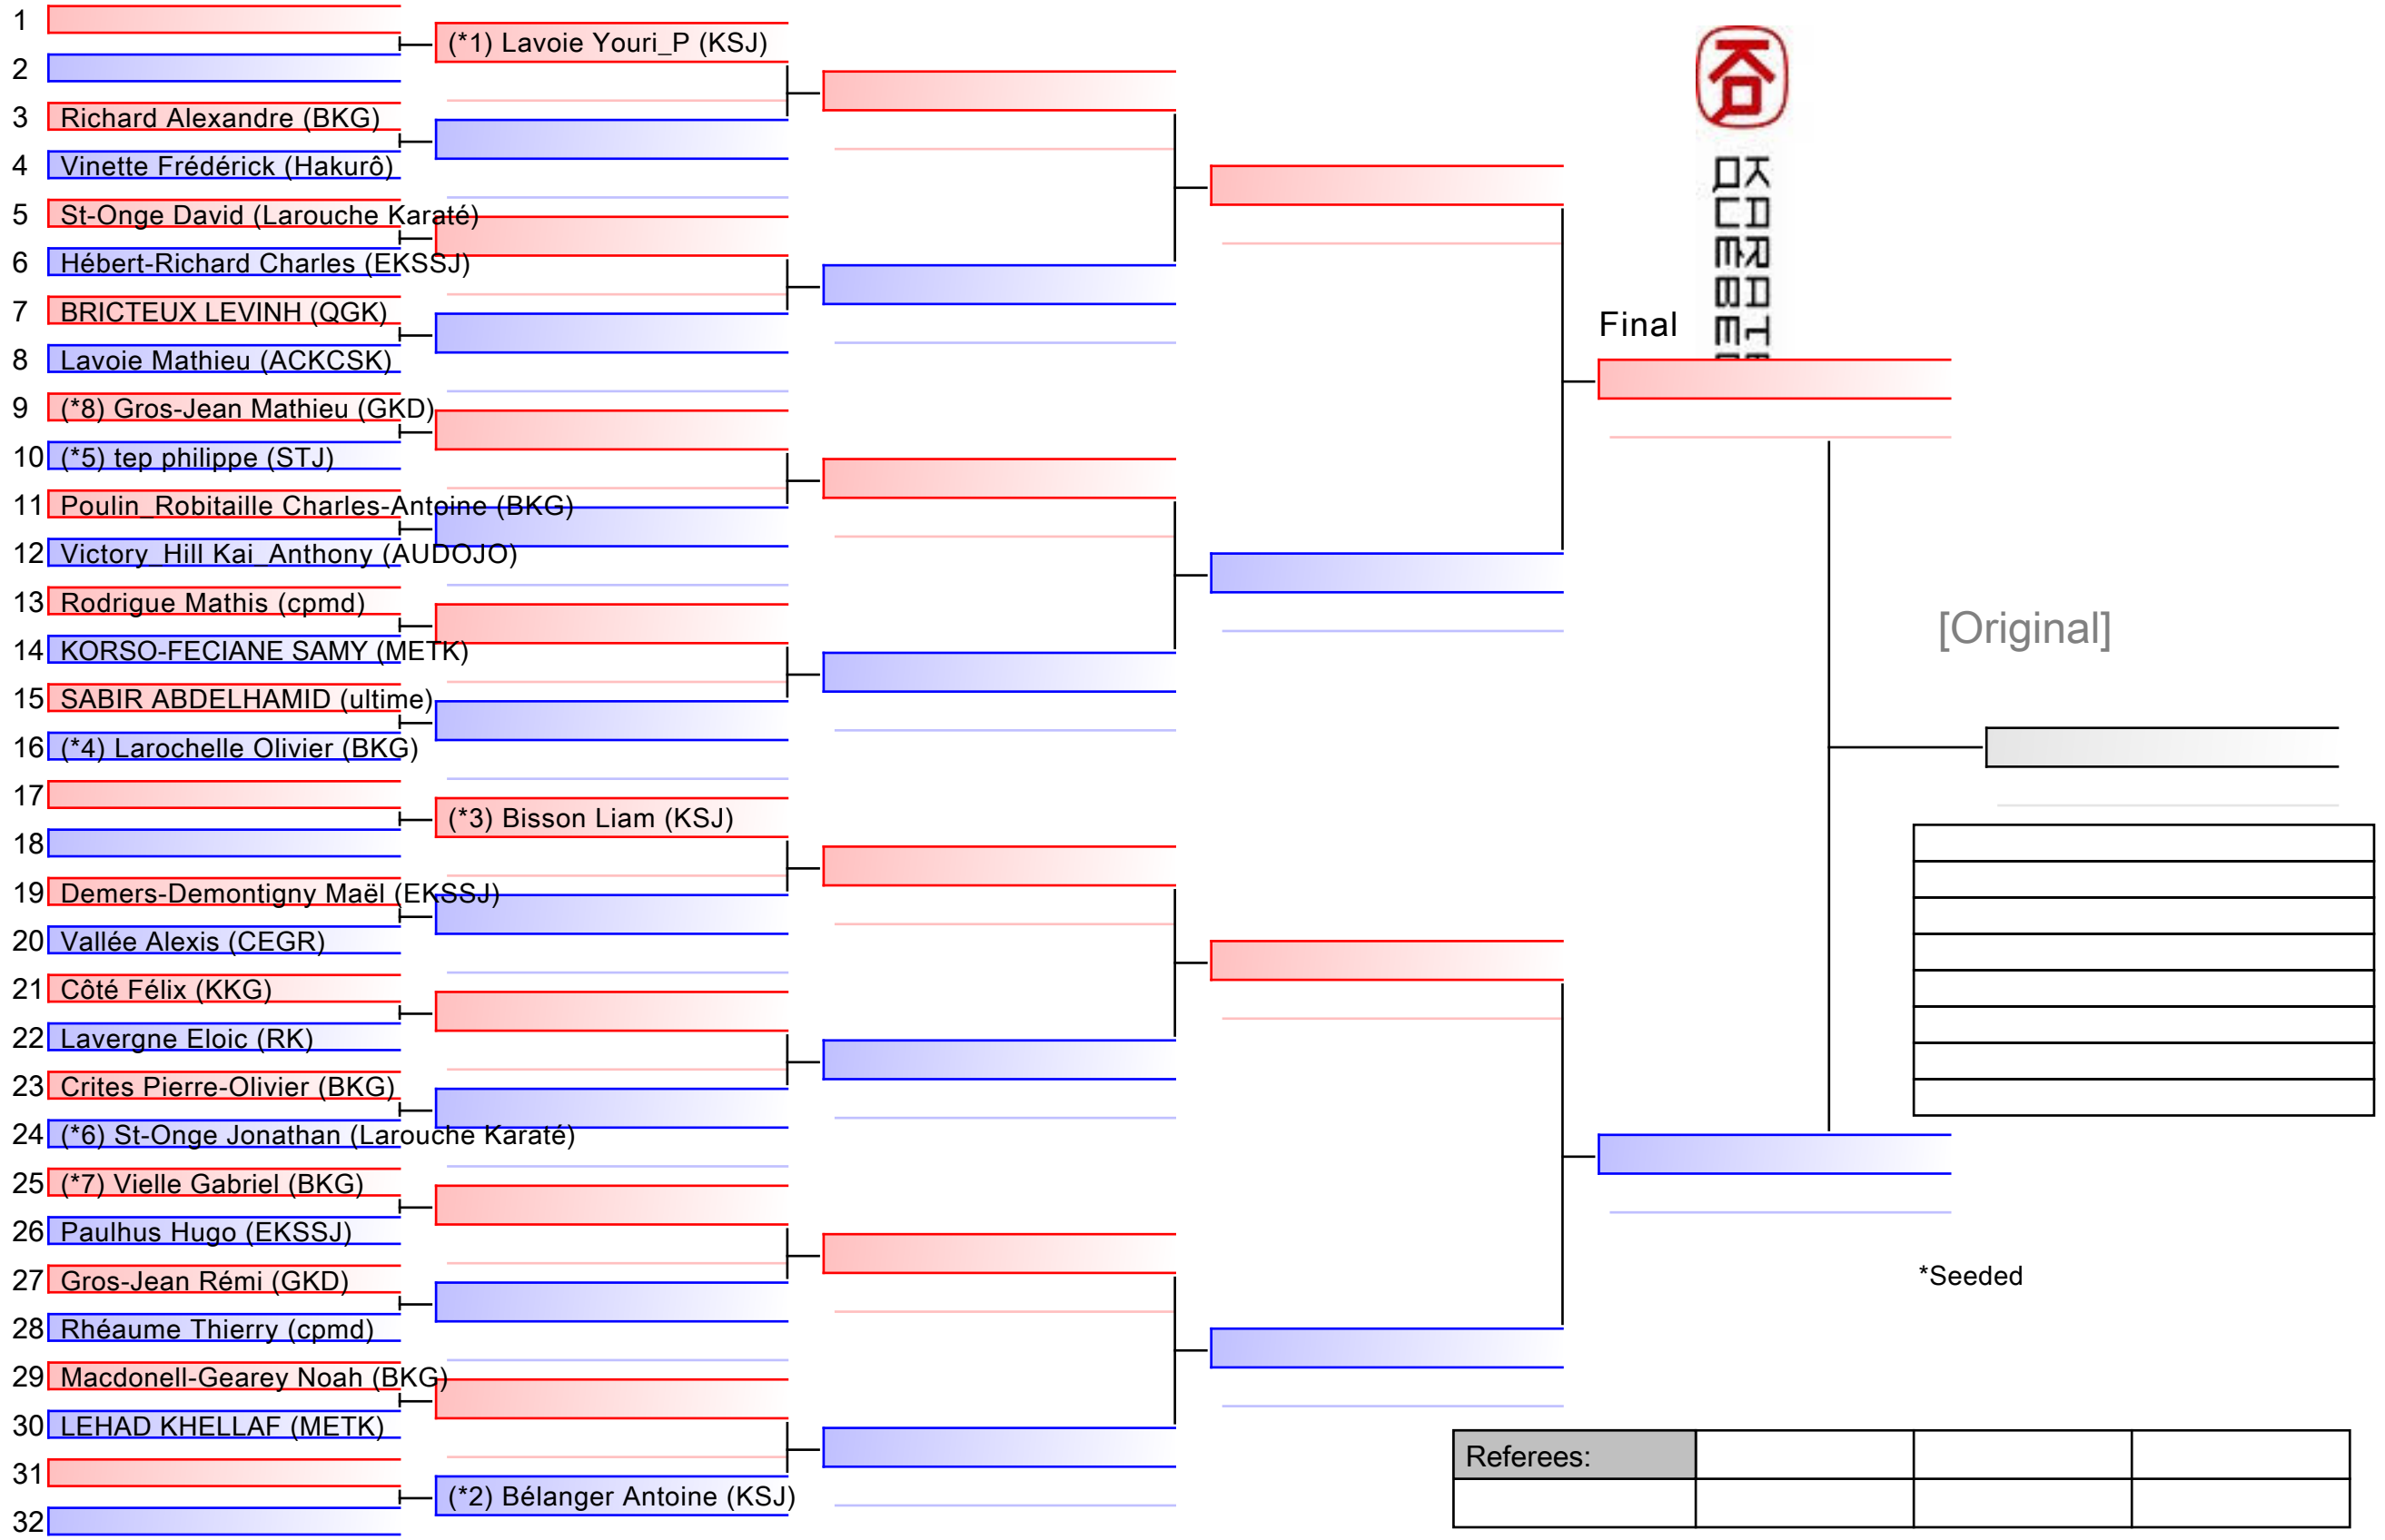 1
(*1) Lavoie Youri_P (KSJ)
2
3 Richard Alexandre (BKG)
4 Vinette Frédérick (Hakurô)
5 St-Onge David (Larouche Karaté)
6 Hébert-Richard Charles (EKSSJ)
7 BRICTEUX LEVINH (QGK)
8 Lavoie Mathieu (ACKCSK)
9 (*8) Gros-Jean Mathieu (GKD)
10 (*5) tep philippe (STJ)
11 Poulin_Robitaille Charles-Antoine (BKG)
12 Victory_Hill Kai_Anthony (AUDOJO)
13 Rodrigue Mathis (cpmd)
14 KORSO-FECIANE SAMY (METK)
15 SABIR ABDELHAMID (ultime)
16 (*4) Larochelle Olivier (BKG)
17
(*3) Bisson Liam (KSJ)
18
19 Demers-Demontigny Maël (EKSSJ)
20 Vallée Alexis (CEGR)
21 Côté Félix (KKG)
22 Lavergne Eloic (RK)
23 Crites Pierre-Olivier (BKG)
24 (*6) St-Onge Jonathan (Larouche Karaté)
25 (*7) Vielle Gabriel (BKG)
26 Paulhus Hugo (EKSSJ)
27 Gros-Jean Rémi (GKD)
28 Rhéaume Thierry (cpmd)
29 Macdonell-Gearey Noah (BKG)
30 LEHAD KHELLAF (METK)
31
(*2) Bélanger Antoine (KSJ)
32
Final
[Original]
*Seeded
Referees: